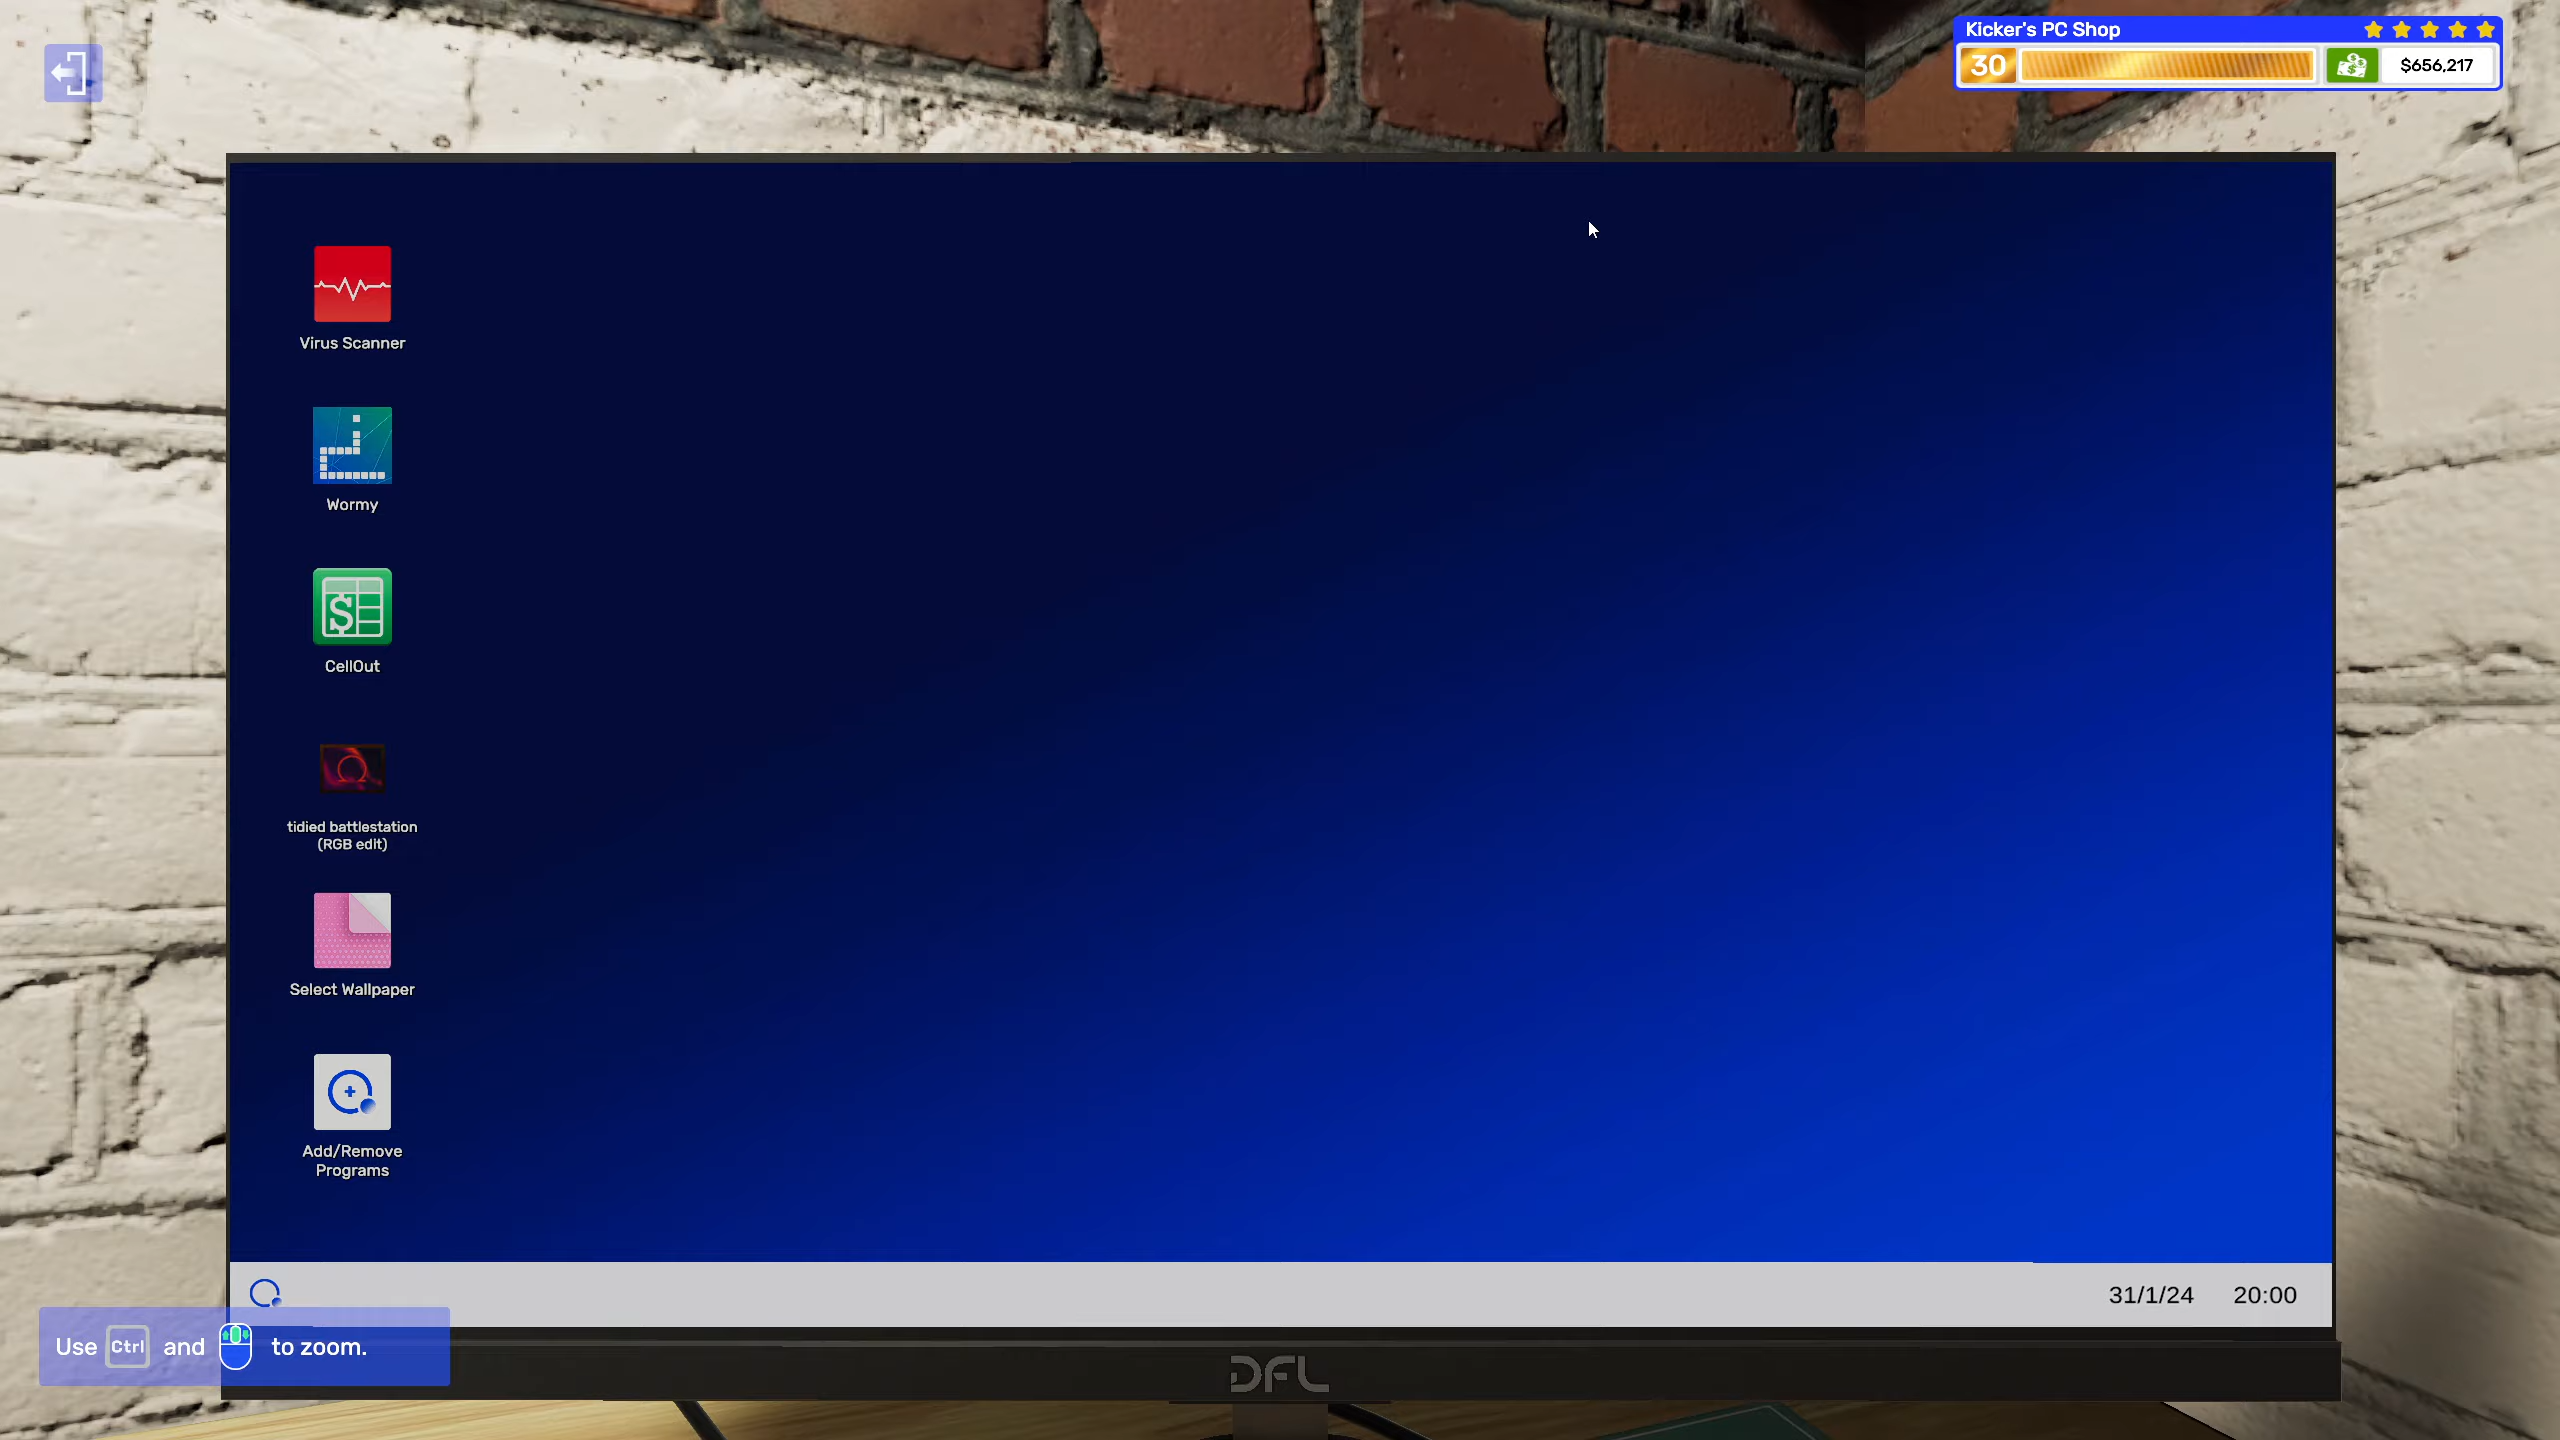 Kicker's PC Shop
30
$656,217
Virus Scanner
Wormy
CellOut
tidied battlestation
(RGB edit)
Select Wallpaper
Add/Remove
Programs
31/1/24 20:00
Use Ctrl and to zoom.
DFL